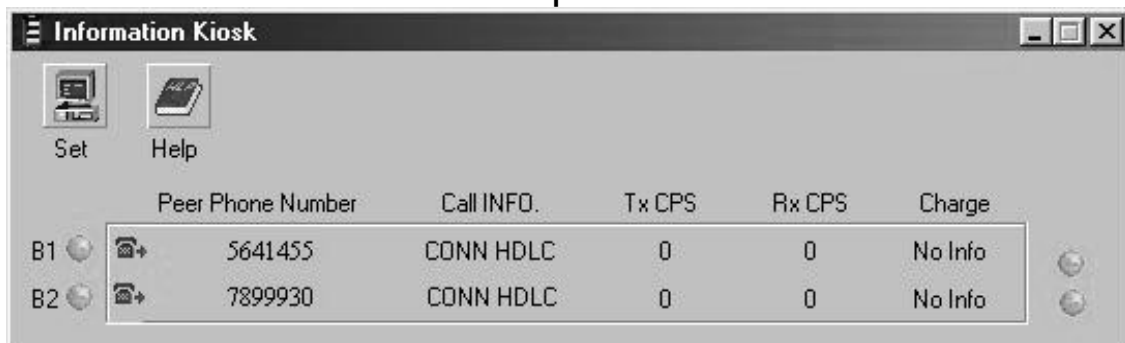 Information Kiosk
Set Help
Peer Phone Number Call INFO. Tx CPS Rx CPS Charge
B1 5641455 CONN HDLC 0 0 No Info
B2 7899930 CONN HDLC 0 0 No Info